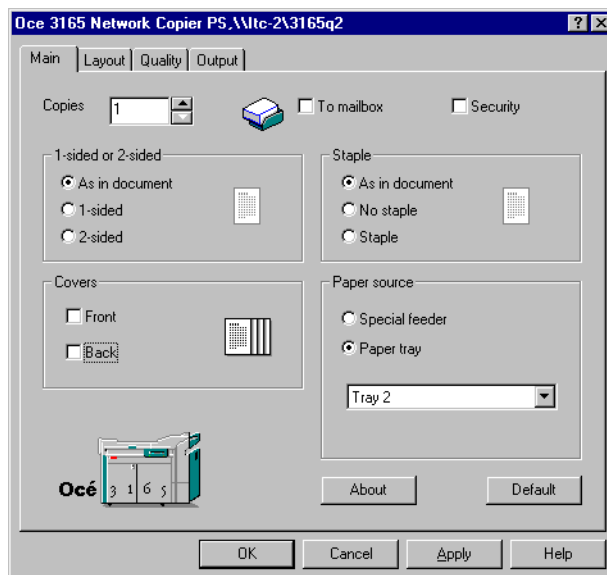 Oce 3165 Network Copier PS,\\ltc-2\3165q2
Main Layout Quality Output
Copies 1 To mailbox Security
1-sided or 2-sided
As in document
1-sided
2-sided
Staple
As in document
No staple
Staple
Covers
Front
Back
Paper source
Special feeder
Paper tray
Tray 2
Océ 3 1 6 5
About Default
OK Cancel Apply Help